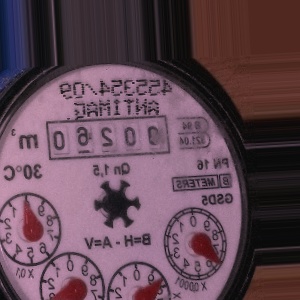 455354/09
ANTIMAG
00260 m³
PN 16 Qn 1,5 30°C
B METERS
GSD5
B=H - A=V
X 0,0001 X 0,1